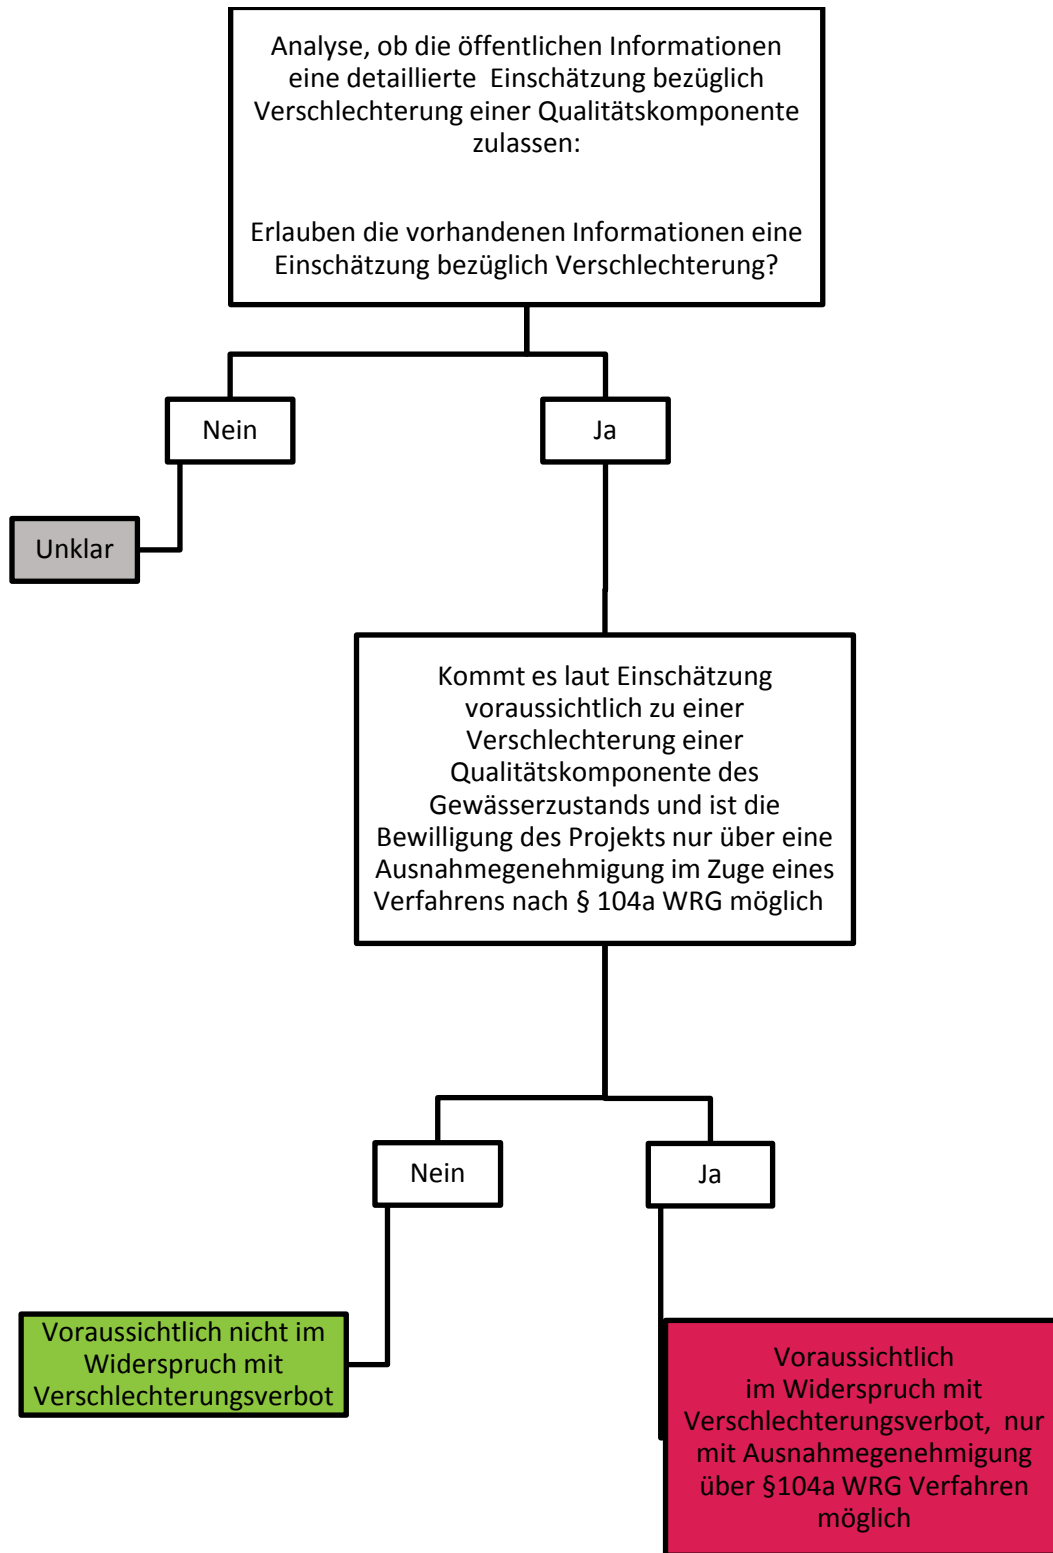 Analyse, ob die öffentlichen Informationen
eine detaillierte Einschätzung bezüglich
Verschlechterung einer Qualitätskomponente
zulassen:
Erlauben die vorhandenen Informationen eine
Einschätzung bezüglich Verschlechterung?
Nein
Ja
Unklar
Kommt es laut Einschätzung
voraussichtlich zu einer
Verschlechterung einer
Qualitätskomponente des
Gewässerzustands und ist die
Bewilligung des Projekts nur über eine
Ausnahmegenehmigung im Zuge eines
Verfahrens nach § 104a WRG möglich
Nein
Ja
Voraussichtlich nicht im
Widerspruch mit
Verschlechterungsverbot
Voraussichtlich
im Widerspruch mit
Verschlechterungsverbot, nur
mit Ausnahmegenehmigung
über §104a WRG Verfahren
möglich